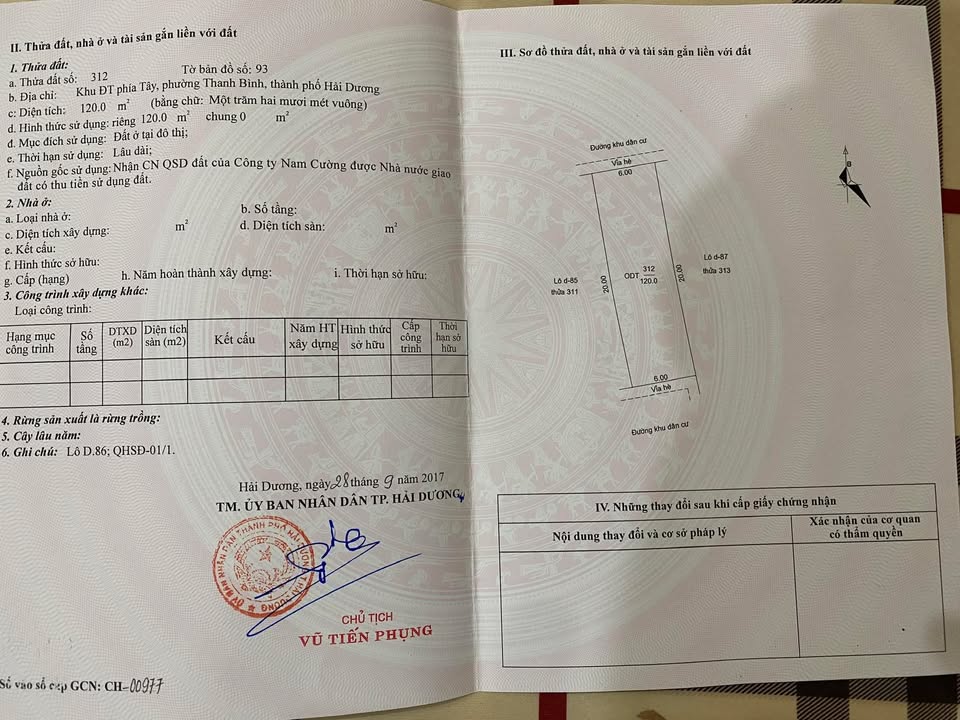 II. Thửa đất, nhà ở và tài sản gắn liền với đất
1. Thửa đất:
a. Thửa đất số: 312 Tờ bản đồ số: 93
b. Địa chỉ: Khu ĐT phía Tây, phường Thanh Bình, thành phố Hải Dương
c: Diện tích: 120.0 m² (bằng chữ: Một trăm hai mươi mét vuông)
d. Hình thức sử dụng: riêng 120.0 m² chung 0 m²
đ. Mục đích sử dụng: Đất ở tại đô thị;
e. Thời hạn sử dụng: Lâu dài;
f. Nguồn gốc sử dụng: Nhận CN QSD đất của Công ty Nam Cường được Nhà nước giao
đất có thu tiền sử dụng đất.
2. Nhà ở:
a. Loại nhà ở: b. Số tầng:
c. Diện tích xây dựng: m² d. Diện tích sàn: m²
e. Kết cấu:
f. Hình thức sở hữu:
g. Cấp (hạng) h. Năm hoàn thành xây dựng: i. Thời hạn sở hữu:
3. Công trình xây dựng khác:
Loại công trình:
Hạng mục công trình Số tầng DTXD (m2) Diện tích sàn (m2) Kết cấu Năm HT xây dựng Hình thức sở hữu Cấp công trình Thời hạn sở hữu
4. Rừng sản xuất là rừng trồng:
5. Cây lâu năm:
6. Ghi chú: Lô D.86; QHSĐ-01/1.
Hải Dương, ngày 28 tháng 9 năm 2017
TM. ỦY BAN NHÂN DÂN TP. HẢI DƯƠNG
ỦY BAN NHÂN DÂN THÀNH PHỐ HẢI DƯƠNG T.HẢI DƯƠNG
CHỦ TỊCH
VŨ TIẾN PHỤNG
Số vào sổ cấp GCN: CH-00977
III. Sơ đồ thửa đất, nhà ở và tài sản gắn liền với đất
Đường khu dân cư
Vỉa hè
6.00
B
Lô d-85
thửa 311
20.00
ODT 312
120.0
20.00
Lô d-87
thửa 313
6.00
Vỉa hè
Đường khu dân cư
IV. Những thay đổi sau khi cấp giấy chứng nhận
Nội dung thay đổi và cơ sở pháp lý
Xác nhận của cơ quan
có thẩm quyền